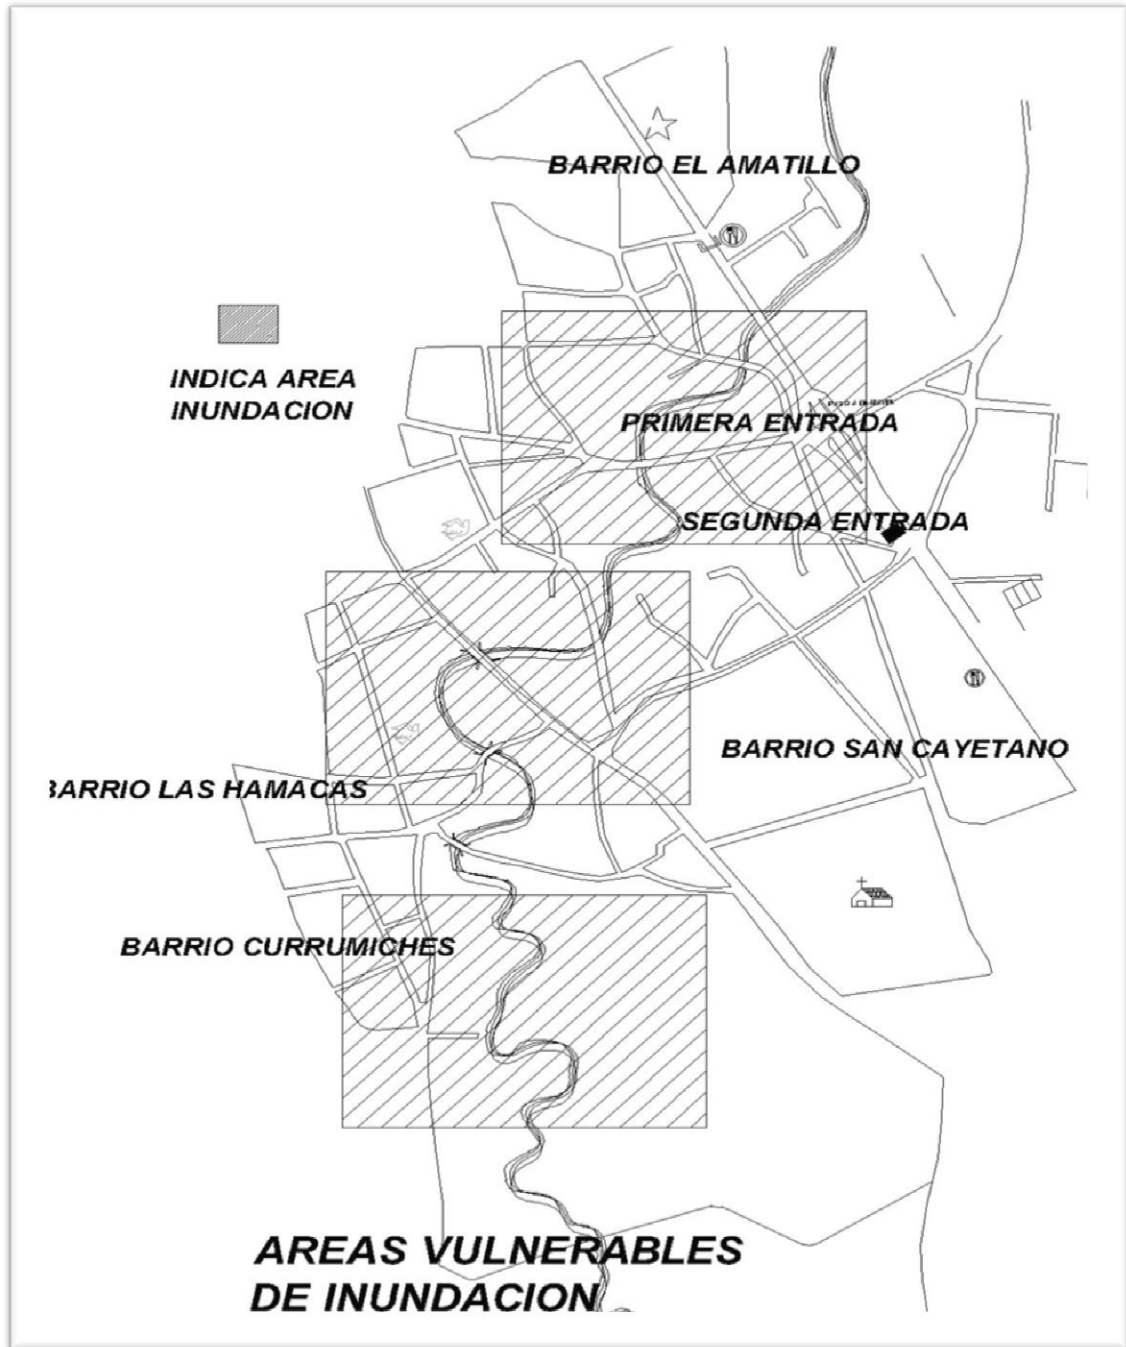 BARRIO EL AMATILLO
INDICA AREA
INUNDACION
PRIMERA ENTRADA
SEGUNDA ENTRADA
BARRIO SAN CAYETANO
BARRIO LAS HAMACAS
BARRIO CURRUMICHES
AREAS VULNERABLES
DE INUNDACION